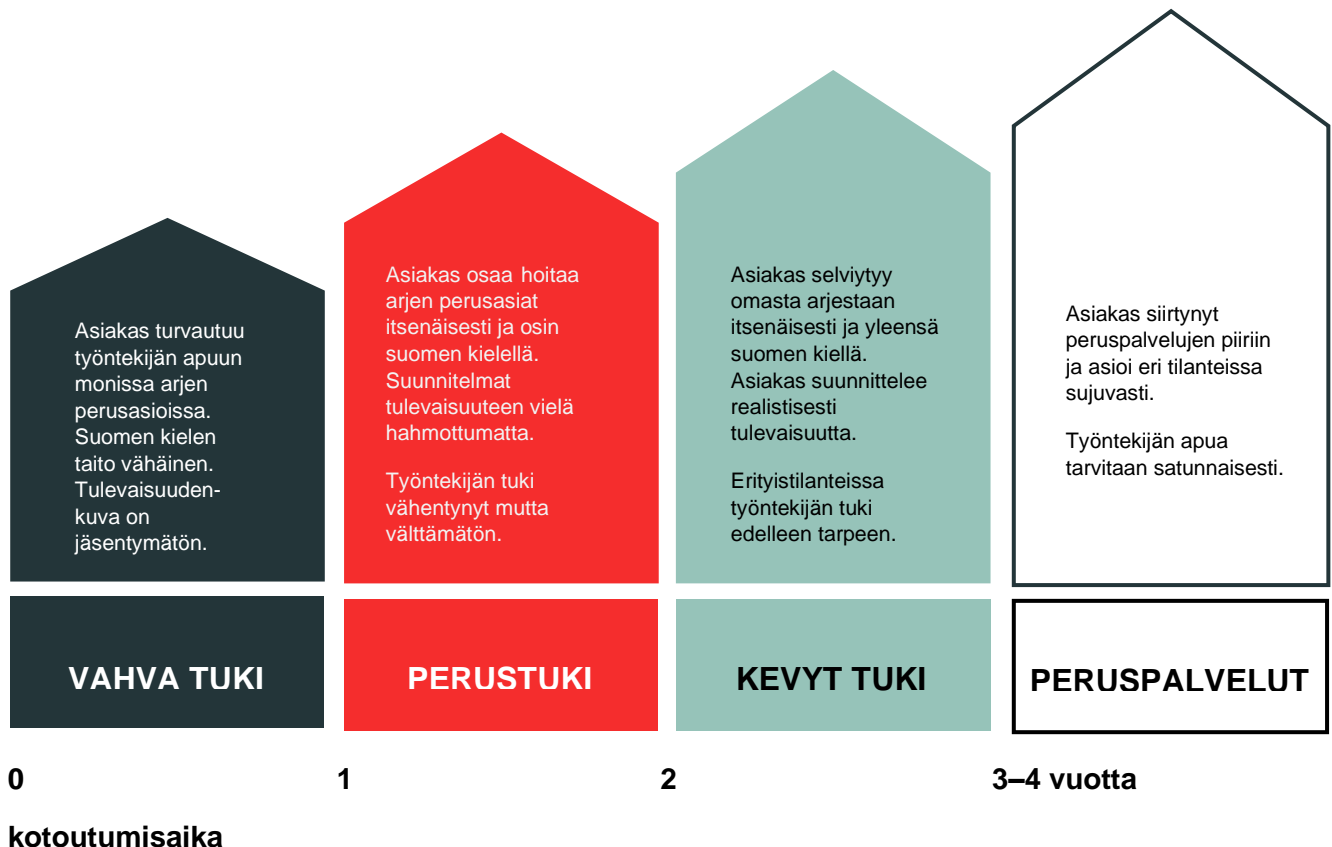 Asiakas turvautuu
työntekijän apuun
monissa arjen
perusasioissa.
Suomen kielen
taito vähäinen.
Tulevaisuuden-
kuva on
jäsentymätön.
VAHVA TUKI
Asiakas osaa hoitaa
arjen perusasiat
itsenäisesti ja osin
suomen kielellä.
Suunnitelmat
tulevaisuuteen vielä
hahmottumatta.
Työntekijän tuki
vähentynyt mutta
välttämätön.
PERUSTUKI
Asiakas selviytyy
omasta arjestaan
itsenäisesti ja yleensä
suomen kiellä.
Asiakas suunnittelee
realistisesti
tulevaisuutta.
Erityistilanteissa
työntekijän tuki
edelleen tarpeen.
KEVYT TUKI
Asiakas siirtynyt
peruspalvelujen piiriin
ja asioi eri tilanteissa
sujuvasti.
Työntekijän apua
tarvitaan satunnaisesti.
PERUSPALVELUT
0
1
2
3–4 vuotta
kotoutumisaika